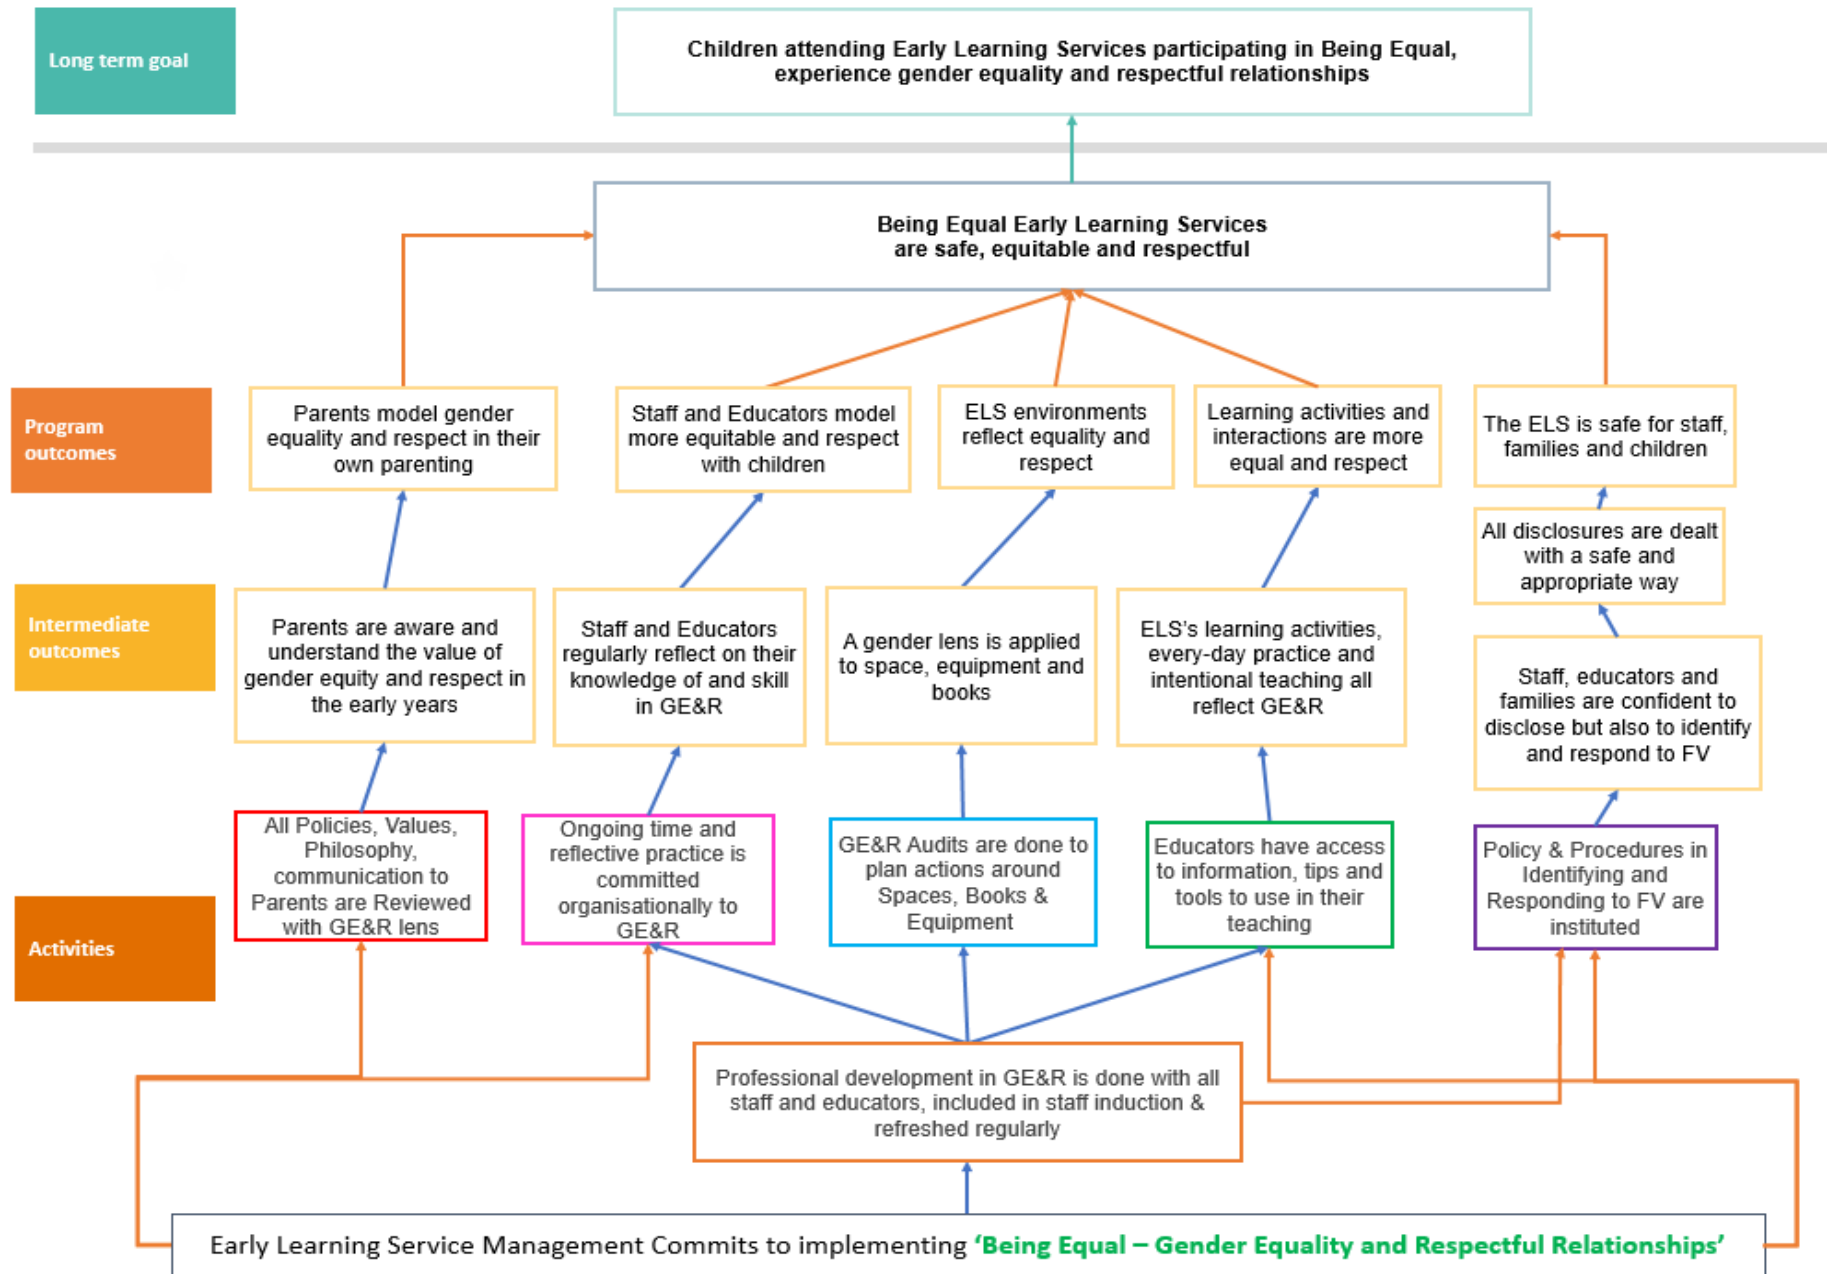 Long term goal
Children attending Early Learning Services participating in Being Equal,
experience gender equality and respectful relationships
Being Equal Early Learning Services
are safe, equitable and respectful
Program
outcomes
Parents model gender
equality and respect in their
own parenting
Staff and Educators model
more equitable and respect
with children
ELS environments
reflect equality and
respect
Learning activities and
interactions are more
equal and respect
The ELS is safe for staff,
families and children
All disclosures are dealt
with a safe and
appropriate way
Intermediate
outcomes
Parents are aware and
understand the value of
gender equity and respect in
the early years
Staff and Educators
regularly reflect on their
knowledge of and skill
in GE&R
A gender lens is applied
to space, equipment and
books
ELS's learning activities,
every-day practice and
intentional teaching all
reflect GE&R
Staff, educators and
families are confident to
disclose but also to identify
and respond to FV
Activities
All Policies, Values,
Philosophy,
communication to
Parents are Reviewed
with GE&R lens
Ongoing time and
reflective practice is
committed
organisationally to
GE&R
GE&R Audits are done to
plan actions around
Spaces, Books &
Equipment
Educators have access
to information, tips and
tools to use in their
teaching
Policy & Procedures in
Identifying and
Responding to FV are
instituted
Professional development in GE&R is done with all
staff and educators, included in staff induction &
refreshed regularly
Early Learning Service Management Commits to implementing ‘Being Equal – Gender Equality and Respectful Relationships’